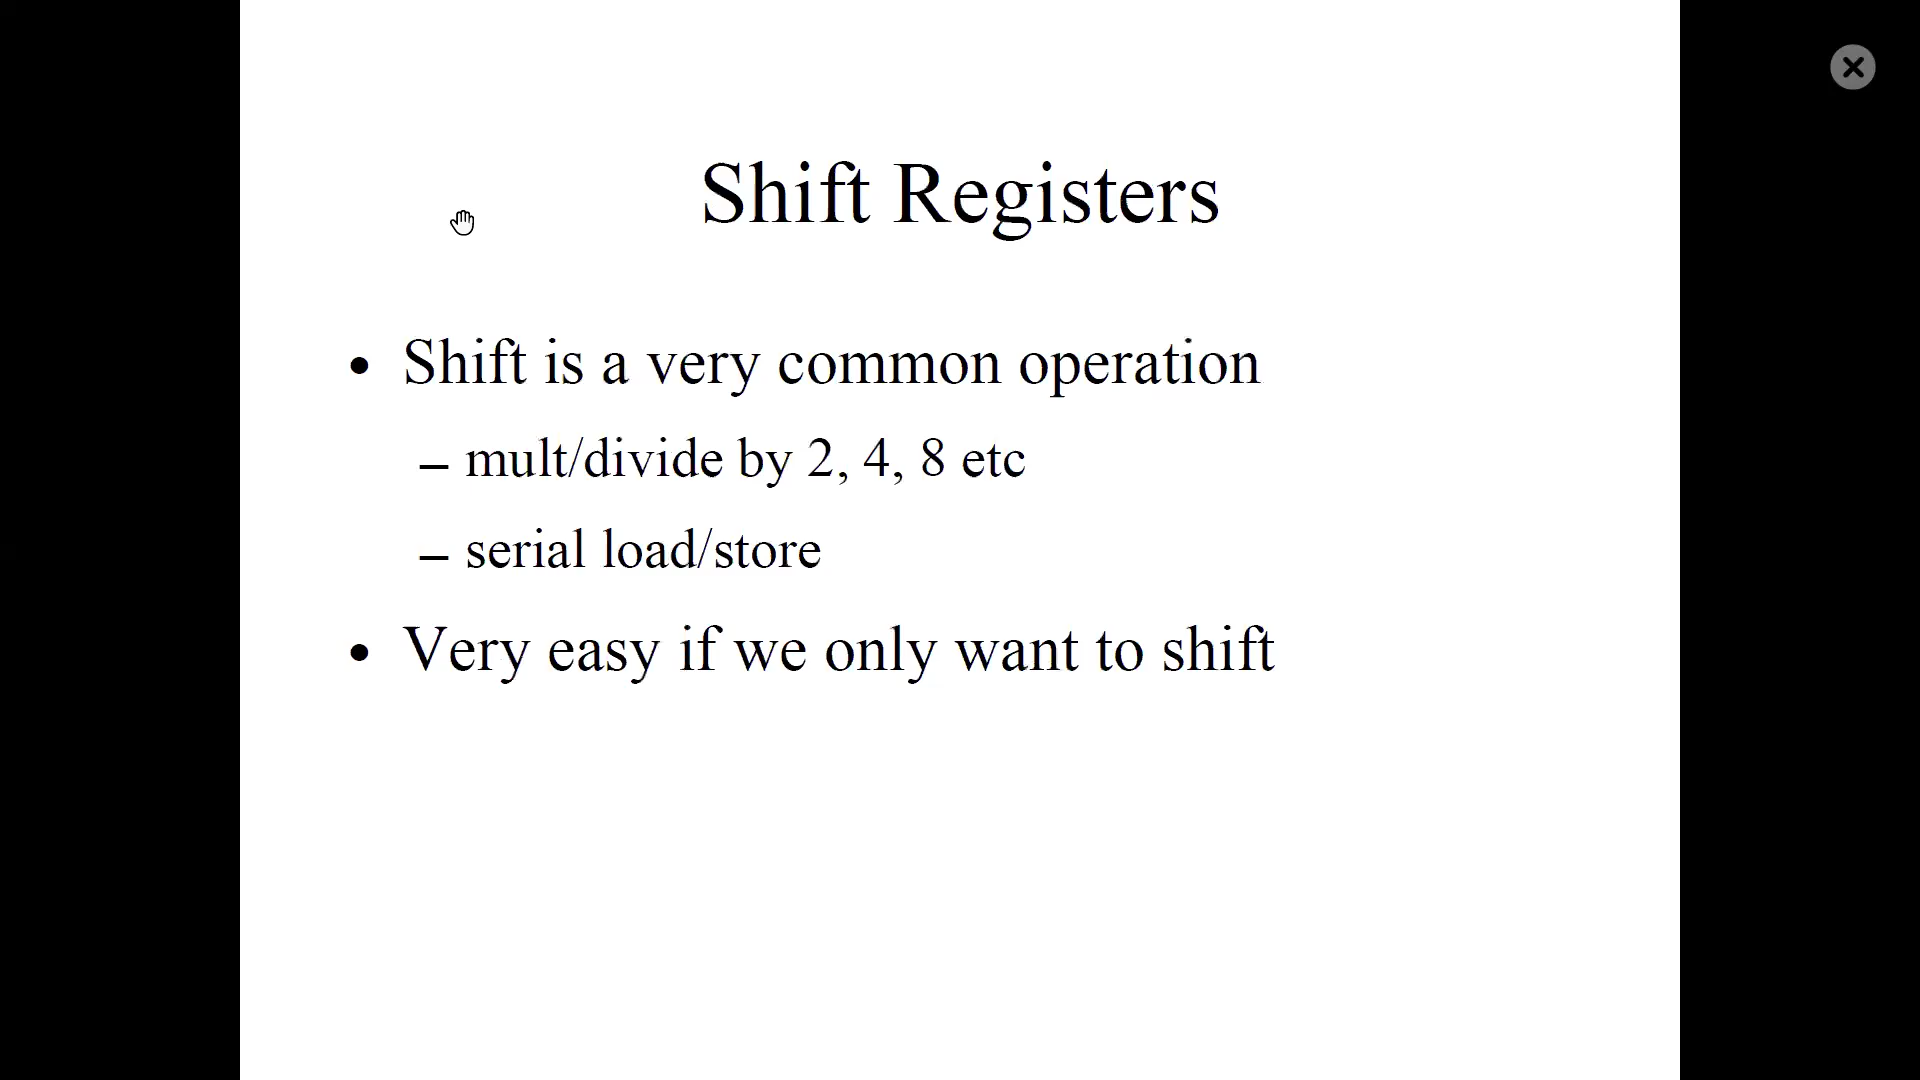 Shift Registers
• Shift is a very common operation
– mult/divide by 2, 4, 8 etc
– serial load/store
• Very easy if we only want to shift